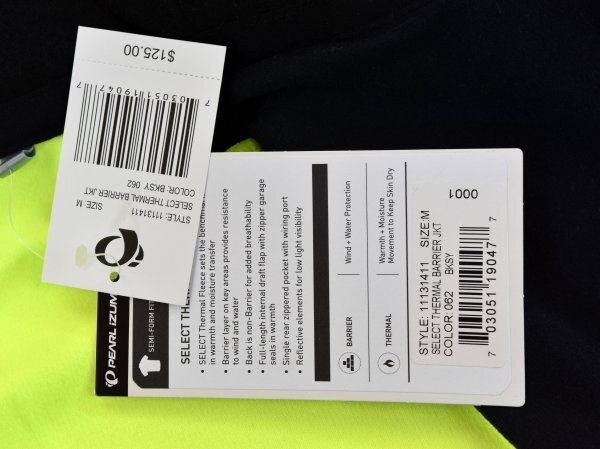 $125.00
7 03051 19047 7
COLOR: BKSY 062
SELECT THERMAL BARRIER JKT
STYLE: 11131411
SIZE: M
PEARL iZUMi
SEMI-FORM FIT
SELECT THERMAL
• SELECT Thermal Fleece sets the benchmark
in warmth and moisture transfer
• Barrier layer on key areas provides resistance
to wind and water
• Back is non-Barrier for added breathability
• Full-length internal draft flap with zipper garage
seals in warmth
• Single rear zippered pocket with wiring port
• Reflective elements for low light visibility
BARRIER
Wind + Water Protection
THERMAL
Warmth + Moisture
Movement to Keep Skin Dry
0001
STYLE: 11131411 SIZE:M
SELECT THERMAL BARRIER JKT
COLOR 062 BKSY
7 03051 19047 7